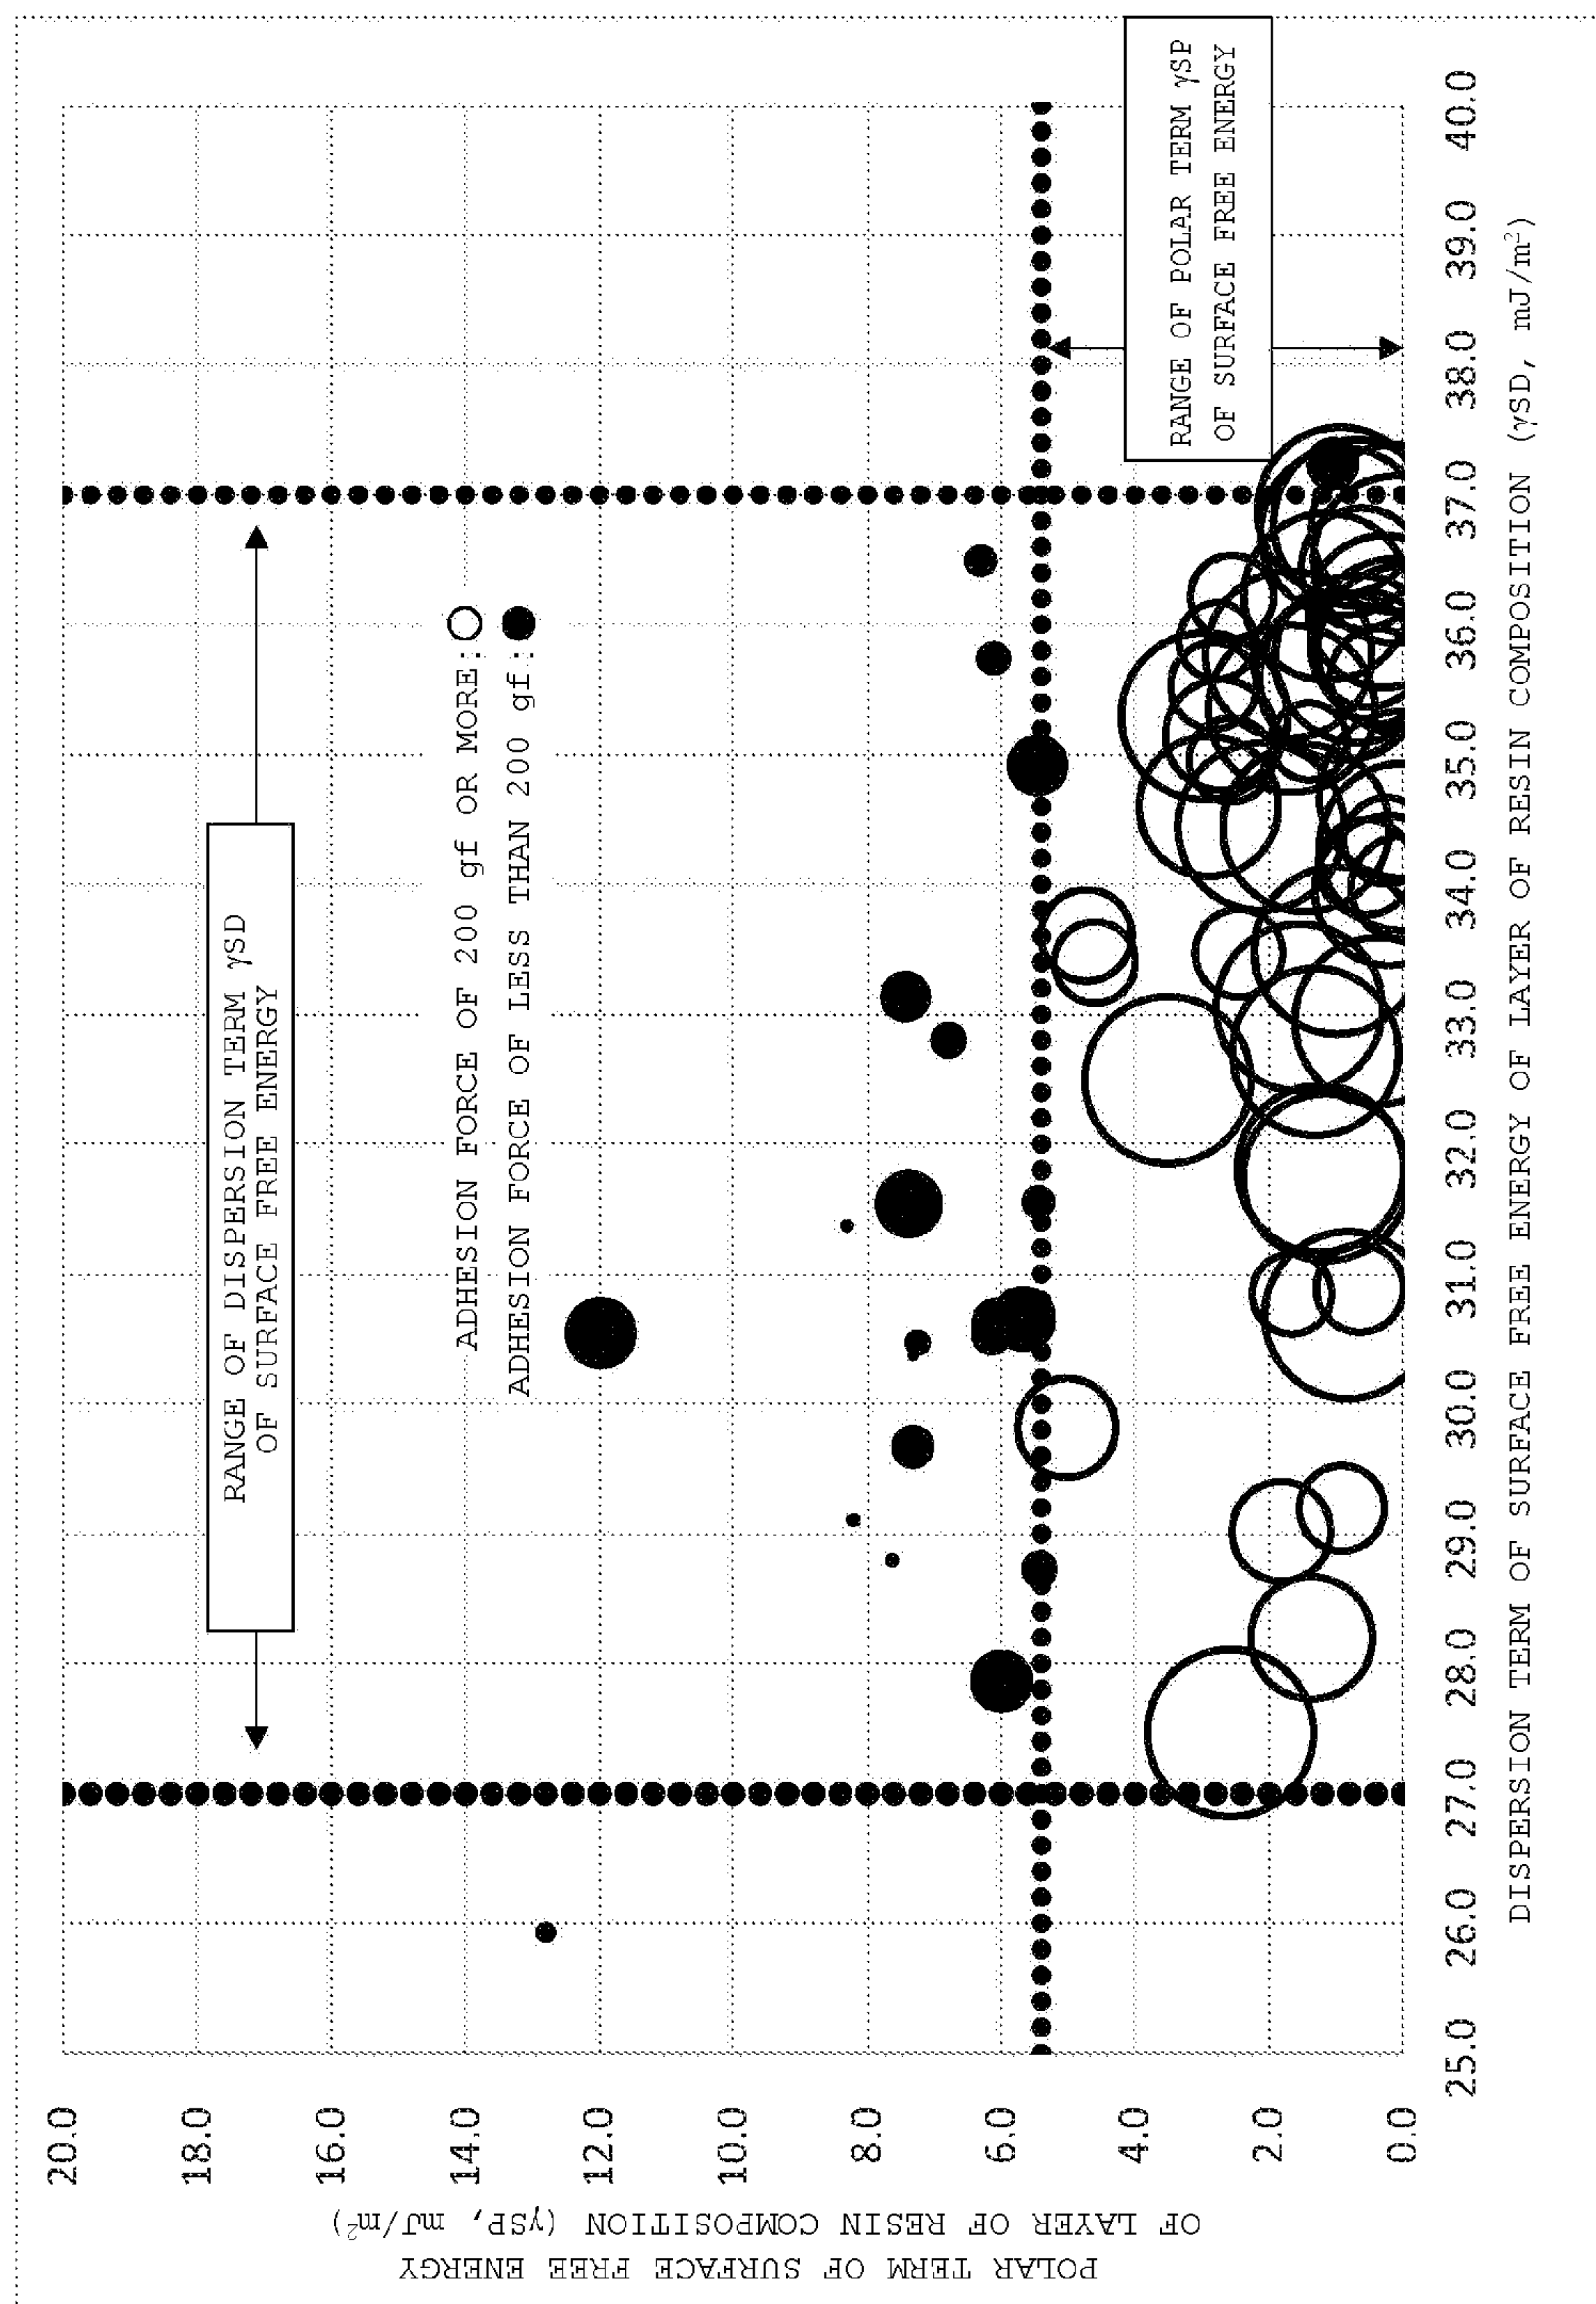 POLAR TERM OF SURFACE FREE ENERGY
OF LAYER OF RESIN COMPOSITION (γSP, mJ/m²)
20.0
18.0
16.0
14.0
12.0
10.0
8.0
6.0
4.0
2.0
0.0
RANGE OF DISPERSION TERM γSD
OF SURFACE FREE ENERGY
ADHESION FORCE OF 200 gf OR MORE:
ADHESION FORCE OF LESS THAN 200 gf:
RANGE OF POLAR TERM γSP
OF SURFACE FREE ENERGY
25.0 26.0 27.0 28.0 29.0 30.0 31.0 32.0 33.0 34.0 35.0 36.0 37.0 38.0 39.0 40.0
DISPERSION TERM OF SURFACE FREE ENERGY OF LAYER OF RESIN COMPOSITION (γSD, mJ/m²)